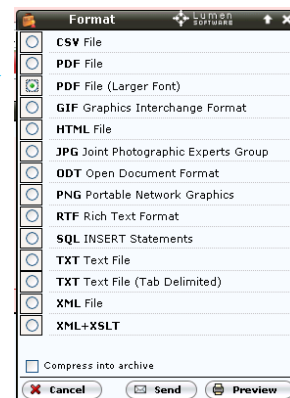 Format
Lumen
SOFTWARE
CSV File
PDF File
PDF File (Larger Font)
GIF Graphics Interchange Format
HTML File
JPG Joint Photographic Experts Group
ODT Open Document Format
PNG Portable Network Graphics
RTF Rich Text Format
SQL INSERT Statements
TXT Text File
TXT Text File (Tab Delimited)
XML File
XML+XSLT
Compress into archive
Cancel Send Preview